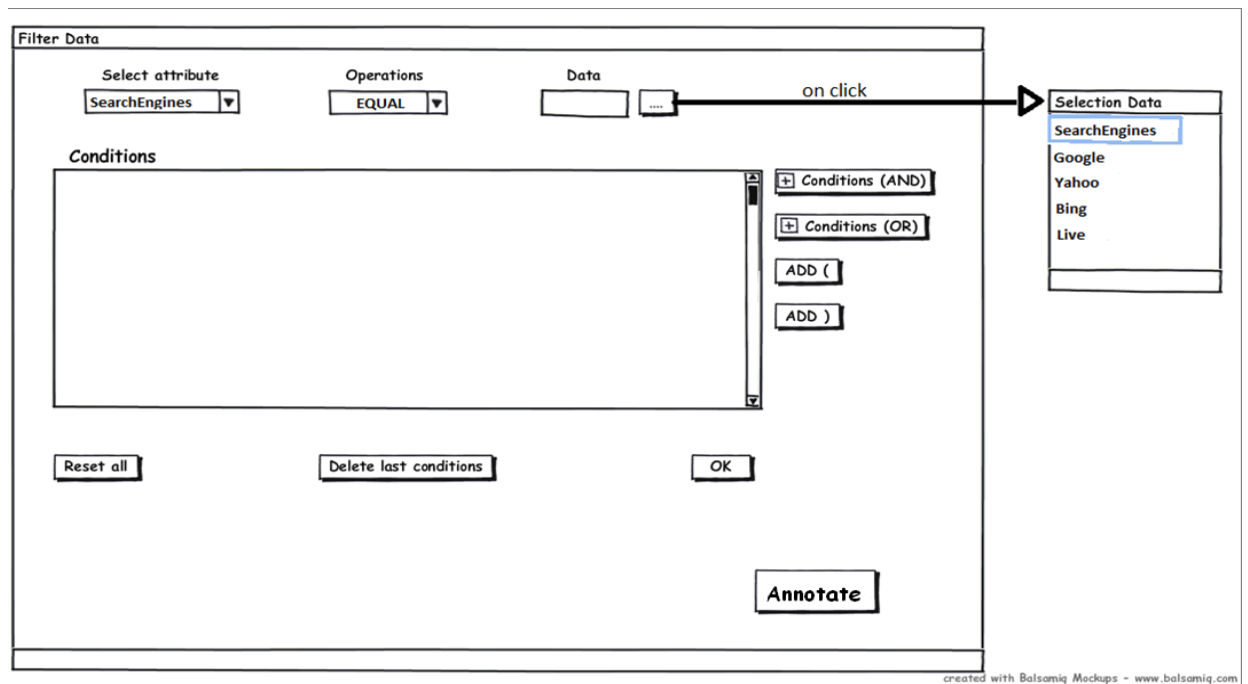 Filter Data
Select attribute Operations Data
SearchEngines EQUAL .... on click
Selection Data
SearchEngines
Google
Yahoo
Bing
Live
Conditions
+ Conditions (AND)
+ Conditions (OR)
ADD (
ADD )
Reset all Delete last conditions OK
Annotate
created with Balsamiq Mockups - www.balsamiq.com